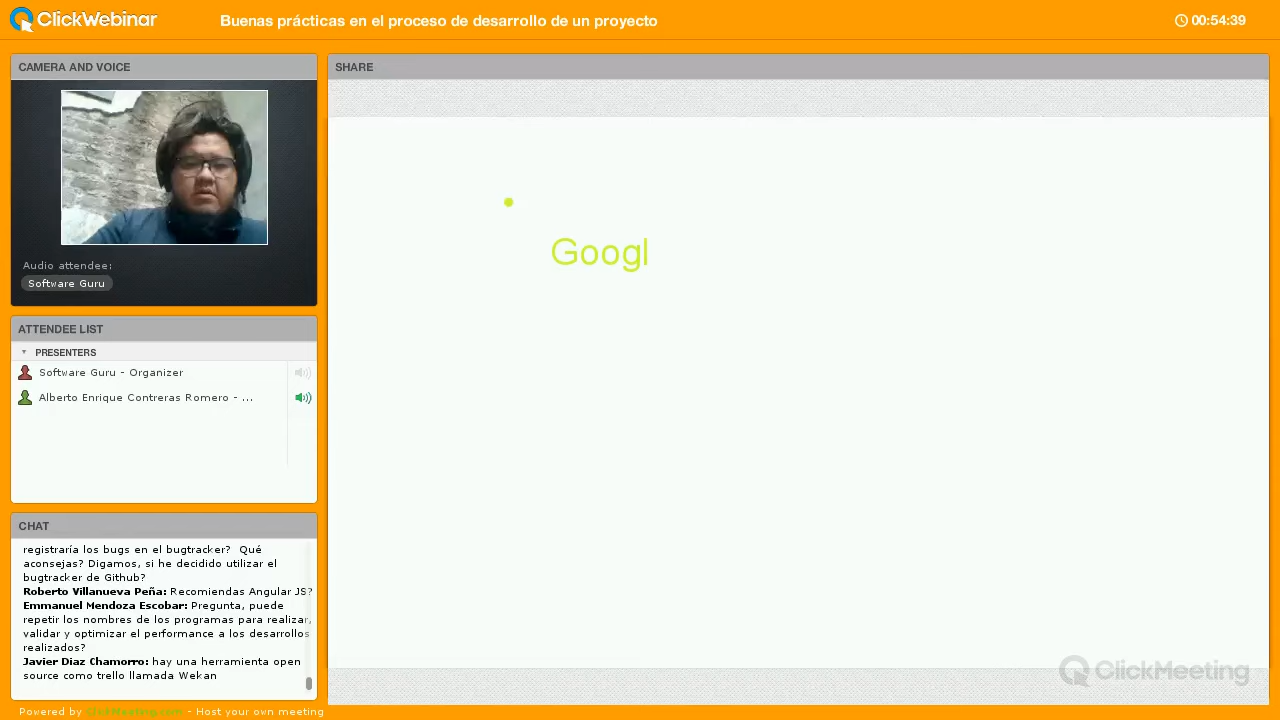 ClickWebinar
Buenas prácticas en el proceso de desarrollo de un proyecto
00:54:39
CAMERA AND VOICE
Audio attendee:
Software Guru
ATTENDEE LIST
PRESENTERS
Software Guru - Organizer
Alberto Enrique Contreras Romero - ...
CHAT
registraría los bugs en el bugtracker?  Qué
aconsejas? Digamos, si he decidido utilizar el
bugtracker de Github?
Roberto Villanueva Peña: Recomiendas Angular JS?
Emmanuel Mendoza Escobar: Pregunta, puede
repetir los nombres de los programas para realizar,
validar y optimizar el performance a los desarrollos
realizados?
Javier Diaz Chamorro: hay una herramienta open
source como trello llamada Wekan
Powered by ClickMeeting.com - Host your own meeting
SHARE
Googl
ClickMeeting